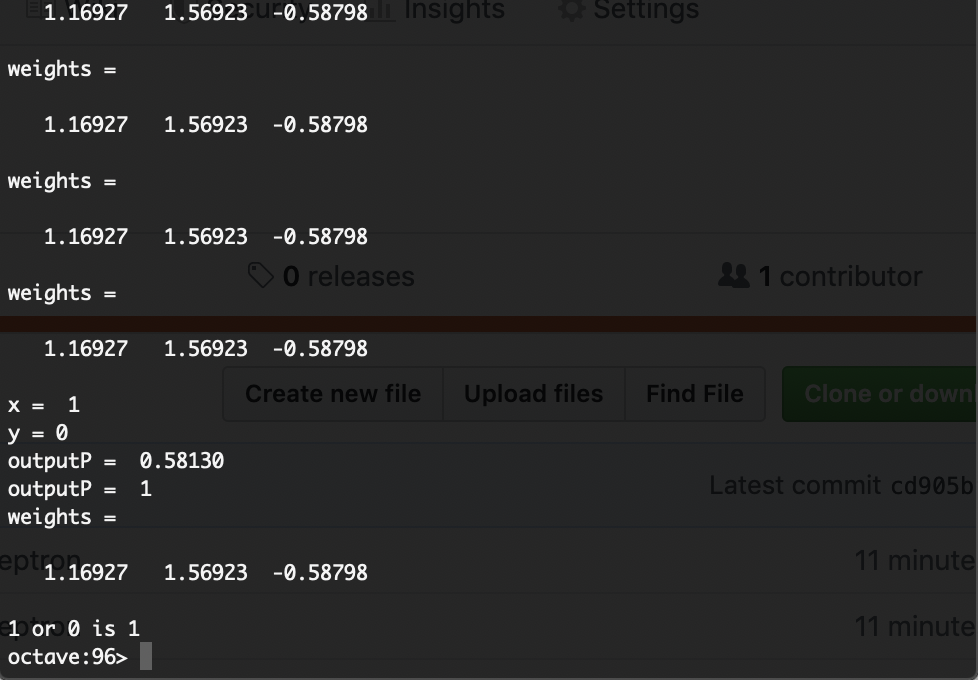 Security Insights Settings
1.16927 1.56923 -0.58798
weights =
1.16927 1.56923 -0.58798
weights =
1.16927 1.56923 -0.58798
0 releases 1 contributor
weights =
1.16927 1.56923 -0.58798
Create new file Upload files Find File Clone or down
x = 1
y = 0
outputP = 0.58130
outputP = 1
Latest commit cd905b
weights =
eptron 11 minute
1.16927 1.56923 -0.58798
11 minute
1 or 0 is 1
octave:96>